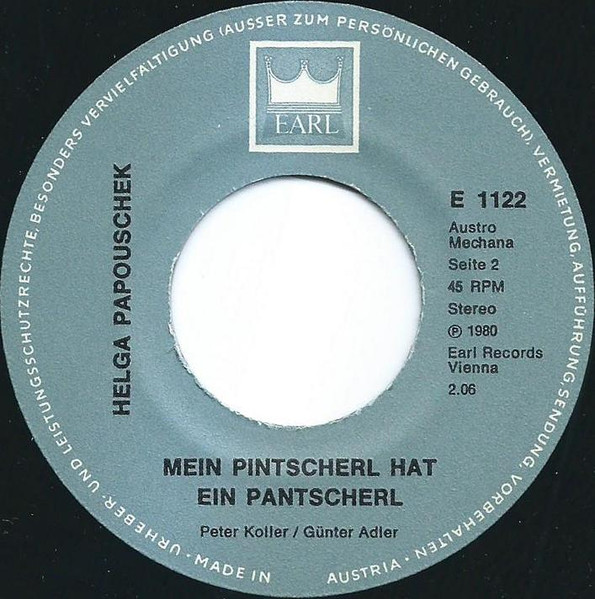 URHEBER- UND LEISTUNGSSCHUTZRECHTE, BESONDERS VERVIELFÄLTIGUNG (AUSSER ZUM PERSÖNLICHEN GEBRAUCH), VERMIETUNG, AUFFÜHRUNG, SENDUNG, VORBEHALTEN · MADE IN AUSTRIA ·
EARL
HELGA PAPOUSCHEK
E 1122
Austro
Mechana
Seite 2
45 RPM
Stereo
℗ 1980
Earl Records
Vienna
2.06
MEIN PINTSCHERL HAT
EIN PANTSCHERL
Peter Koller / Günter Adler